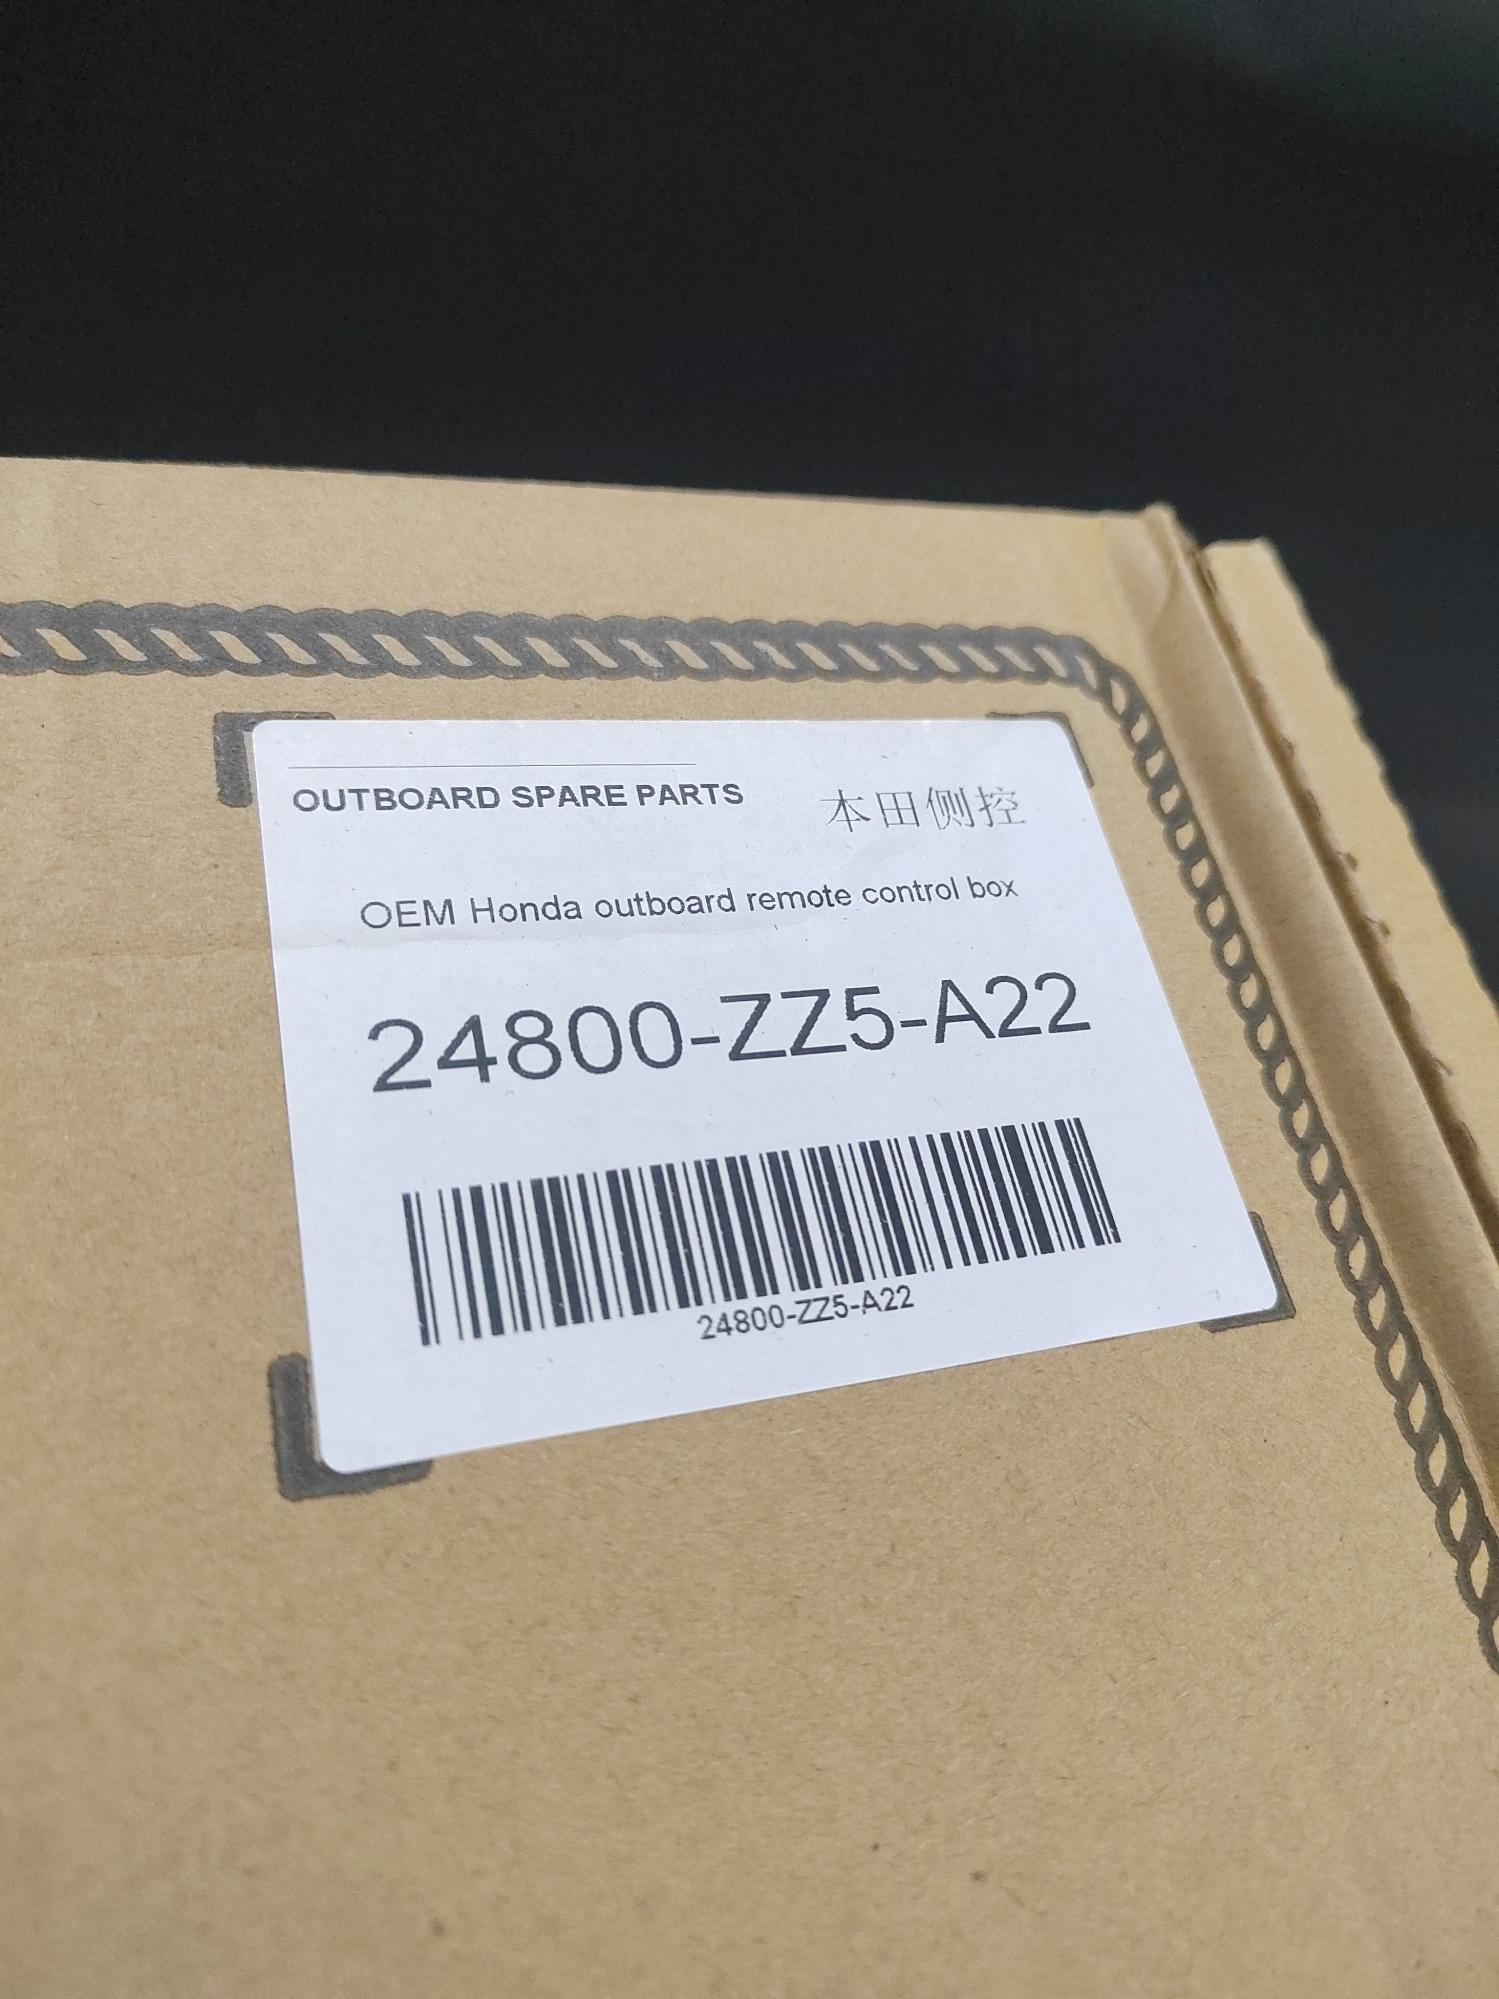 OUTBOARD SPARE PARTS
本田侧控
OEM Honda outboard remote control box
24800-ZZ5-A22
24800-ZZ5-A22